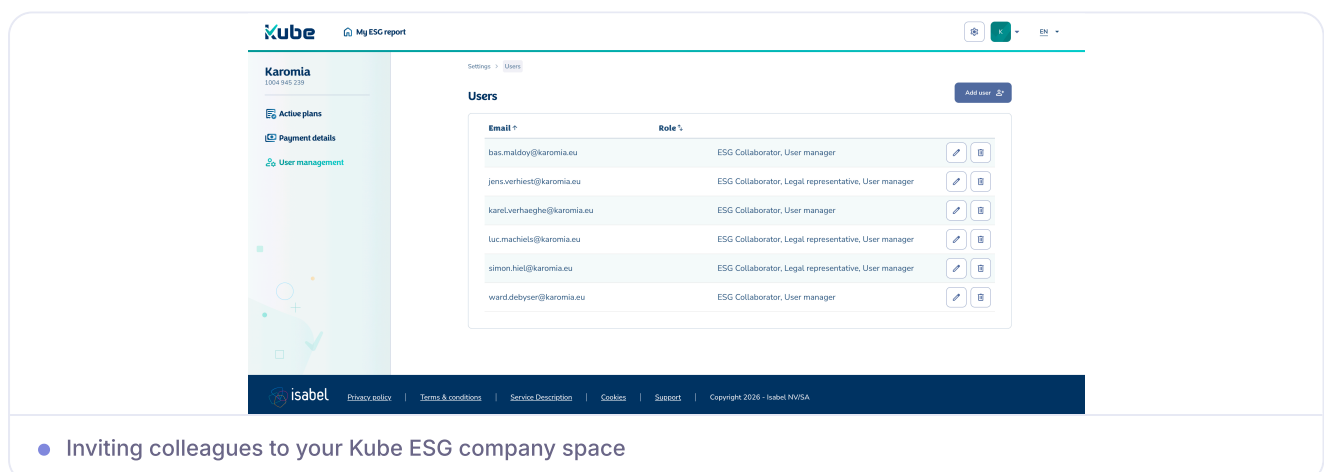 Kube
My ESG report
K
EN
Karomia
1004 945 239
Active plans
Payment details
User management
Settings > Users
Users
Add user
Email Role
bas.maldoy@karomia.eu ESG Collaborator, User manager
jens.verhiest@karomia.eu ESG Collaborator, Legal representative, User manager
karel.verhaeghe@karomia.eu ESG Collaborator, User manager
luc.machiels@karomia.eu ESG Collaborator, Legal representative, User manager
simon.hiel@karomia.eu ESG Collaborator, Legal representative, User manager
ward.debyser@karomia.eu ESG Collaborator, User manager
isabel Privacy policy | Terms & conditions | Service Description | Cookies | Support | Copyright 2026 - Isabel NV/SA
Inviting colleagues to your Kube ESG company space